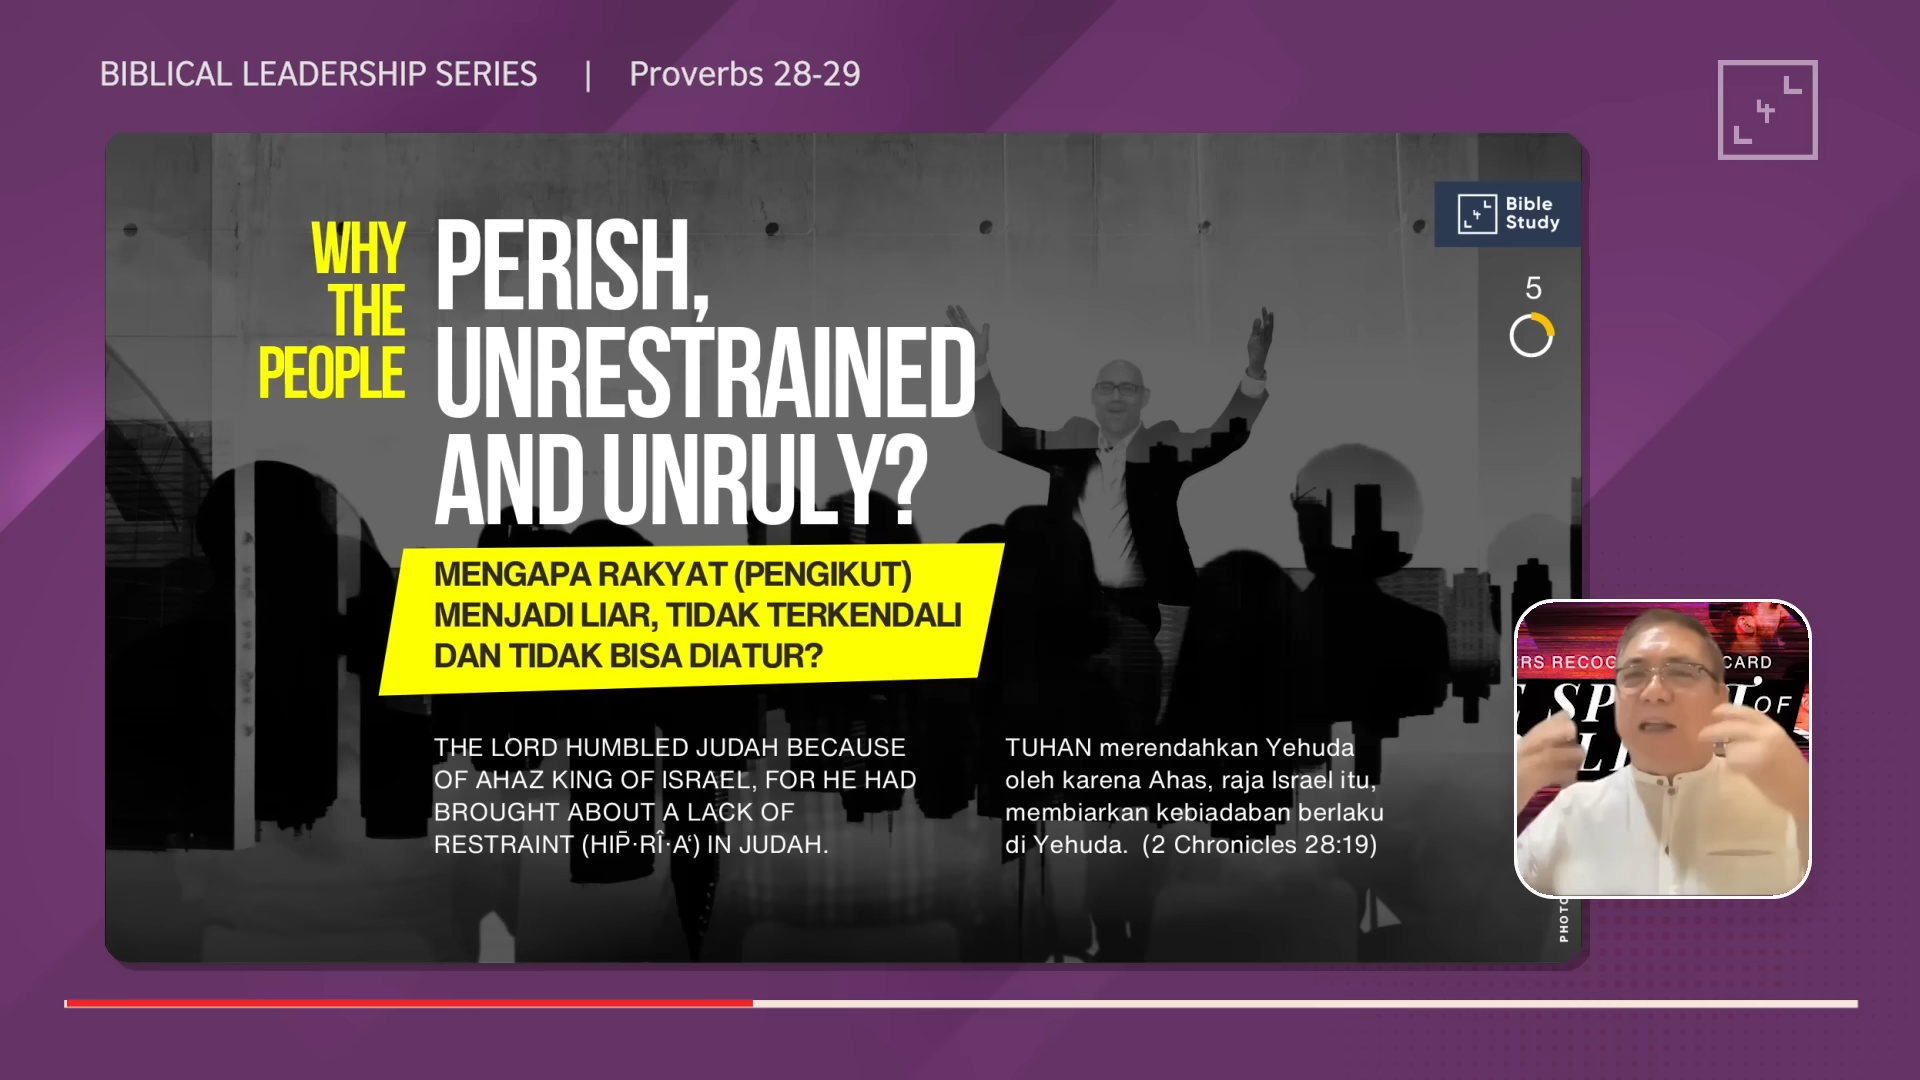 BIBLICAL LEADERSHIP SERIES | Proverbs 28-29
Bible
Study
5
WHY
THE
PEOPLE
PERISH,
UNRESTRAINED
AND UNRULY?
MENGAPA RAKYAT (PENGIKUT)
MENJADI LIAR, TIDAK TERKENDALI
DAN TIDAK BISA DIATUR?
THE LORD HUMBLED JUDAH BECAUSE
OF AHAZ KING OF ISRAEL, FOR HE HAD
BROUGHT ABOUT A LACK OF
RESTRAINT (HIP̄·RÎ·A‘) IN JUDAH.
TUHAN merendahkan Yehuda
oleh karena Ahas, raja Israel itu,
membiarkan kebiadaban berlaku
di Yehuda. (2 Chronicles 28:19)
CARD
OF